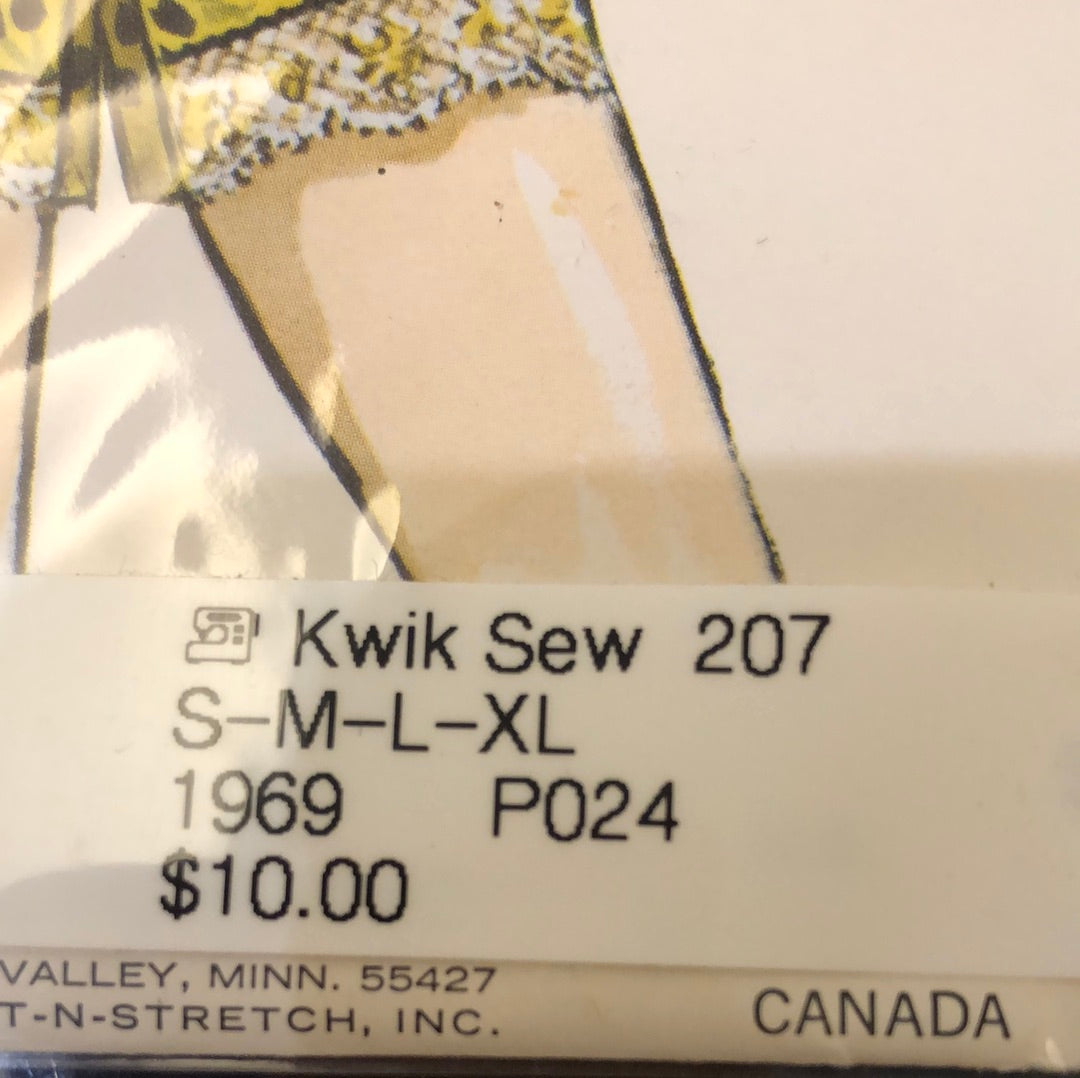 Kwik Sew 207
S-M-L-XL
1969 P024
$10.00
VALLEY, MINN. 55427
T-N-STRETCH, INC.
CANADA